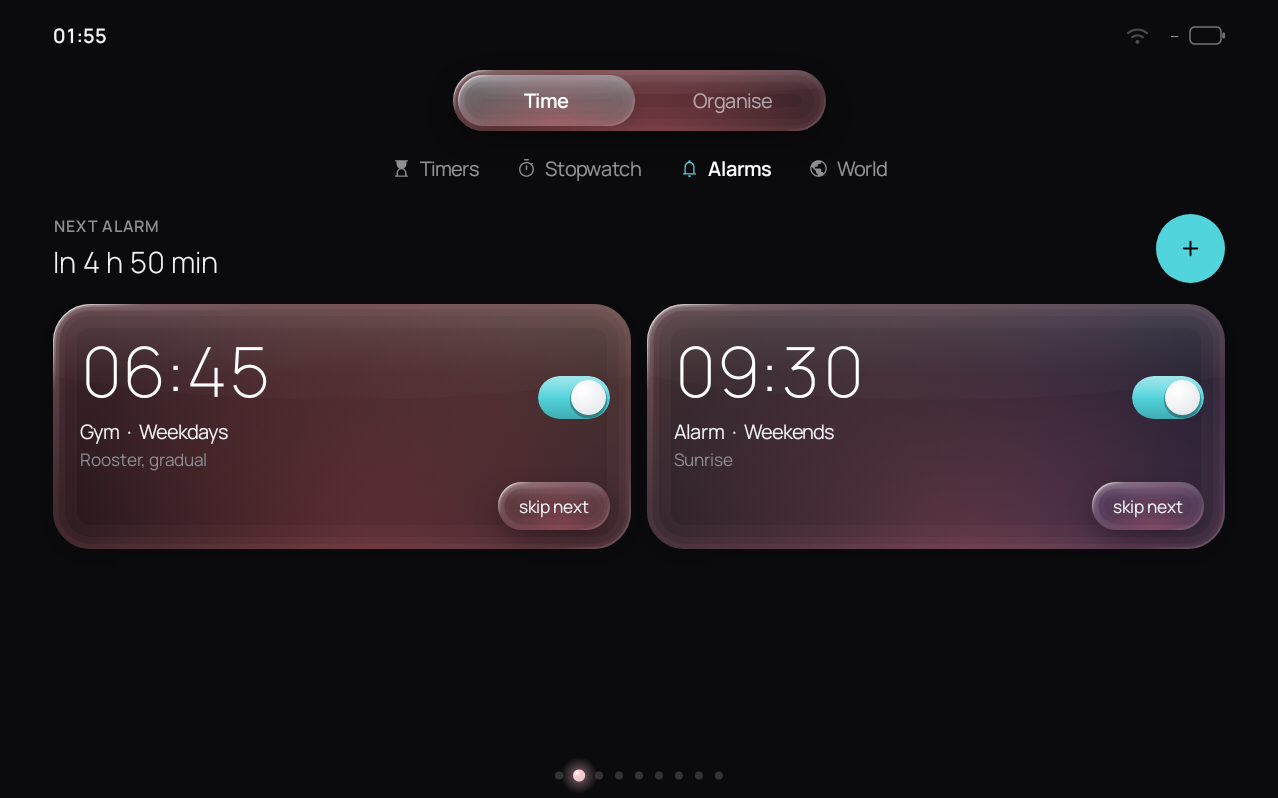 01:55
–
Time Organise
Timers Stopwatch Alarms World
NEXT ALARM
In 4 h 50 min
+
06:45
Gym · Weekdays
Rooster, gradual
skip next
09:30
Alarm · Weekends
Sunrise
skip next